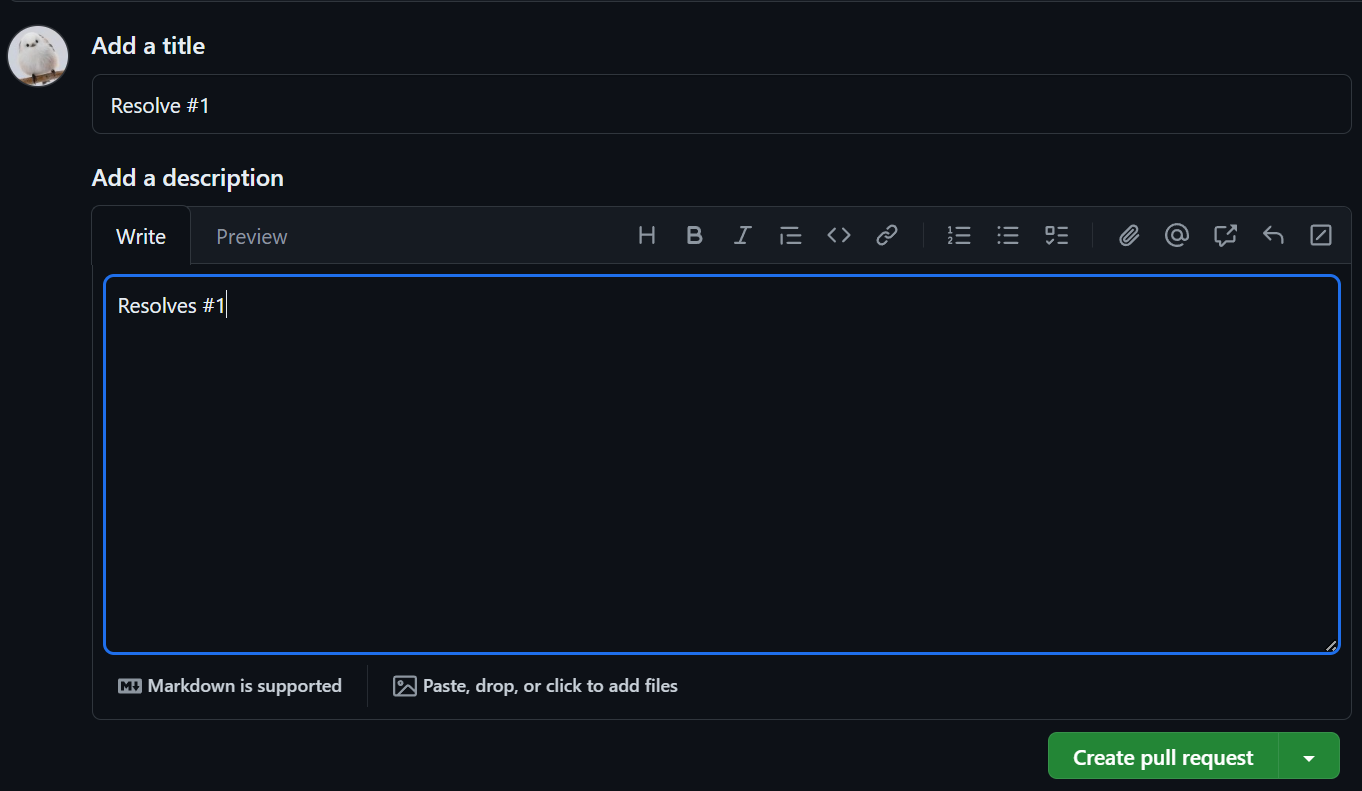 Add a title
Resolve #1
Add a description
Write Preview
Resolves #1
Markdown is supported Paste, drop, or click to add files
Create pull request